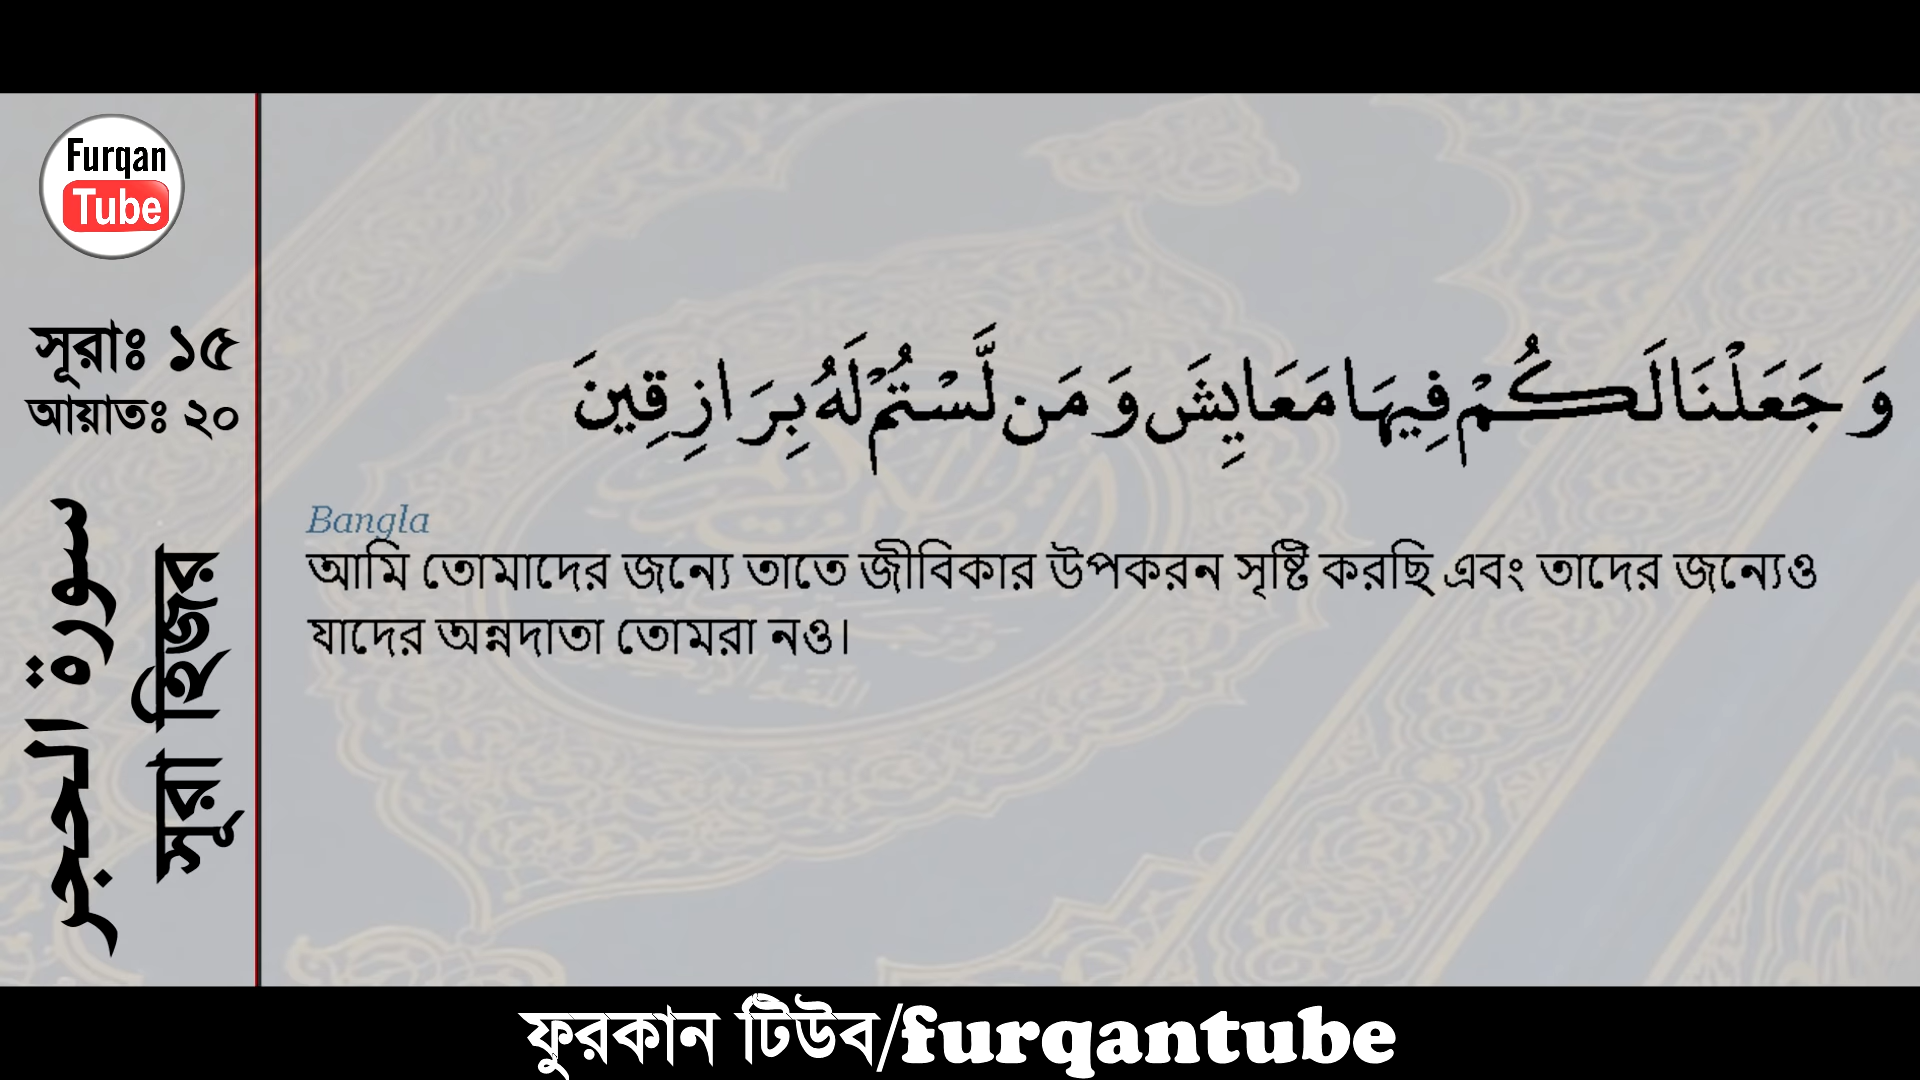 Furqan
Tube
সূরাঃ ১৫
আয়াতঃ ২০
سورة الحجر
সূরা হিজর
وَجَعَلْنَا لَكُمْ فِيهَا مَعَايِشَ وَمَن لَّسْتُمْ لَهُ بِرَازِقِينَ
Bangla
আমি তোমাদের জন্যে তাতে জীবিকার উপকরন সৃষ্টি করছি এবং তাদের জন্যেও
যাদের অন্নদাতা তোমরা নও।
ফুরকান টিউব/furqantube